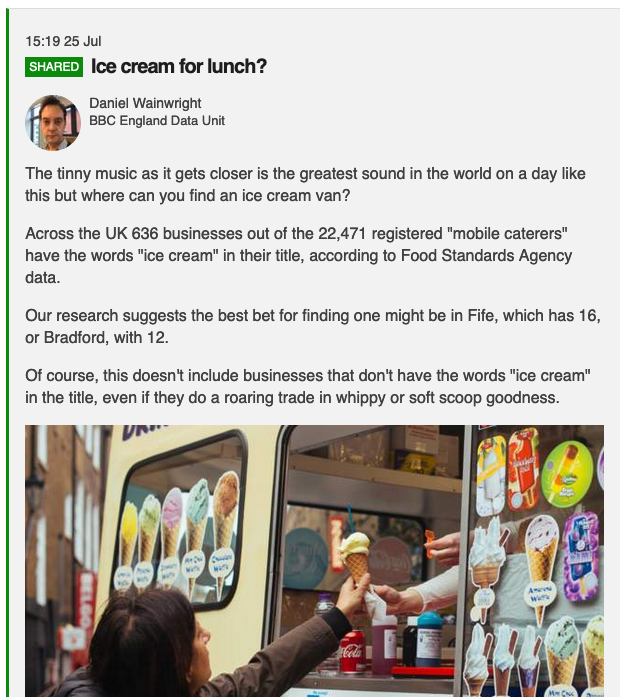 15:19 25 Jul
SHARED Ice cream for lunch?
Daniel Wainwright
BBC England Data Unit
The tinny music as it gets closer is the greatest sound in the world on a day like
this but where can you find an ice cream van?
Across the UK 636 businesses out of the 22,471 registered "mobile caterers"
have the words "ice cream" in their title, according to Food Standards Agency
data.
Our research suggests the best bet for finding one might be in Fife, which has 16,
or Bradford, with 12.
Of course, this doesn't include businesses that don't have the words "ice cream"
in the title, even if they do a roaring trade in whippy or soft scoop goodness.